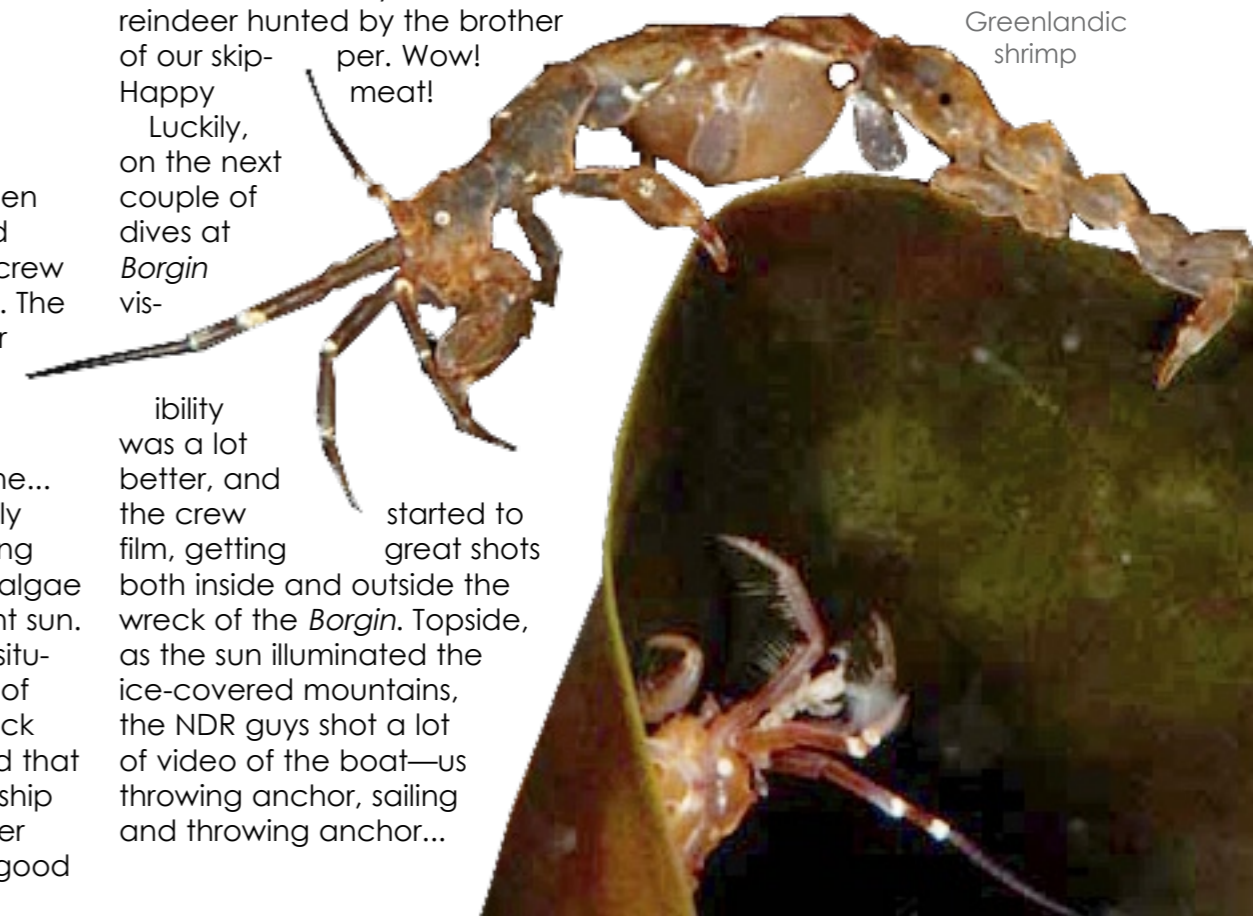 en
d
crew
. The
r
ne...
ly
ng
algae
nt sun.
situ-
of
ck
d that
ship
er
good
reindeer hunted by the brother
of our skip- per. Wow!
Happy meat!
Luckily,
on the next
couple of
dives at
Borgin
vis-
ibility
was a lot
better, and
the crew started to
film, getting great shots
both inside and outside the
wreck of the Borgin. Topside,
as the sun illuminated the
ice-covered mountains,
the NDR guys shot a lot
of video of the boat—us
throwing anchor, sailing
and throwing anchor...
Greenlandic
shrimp